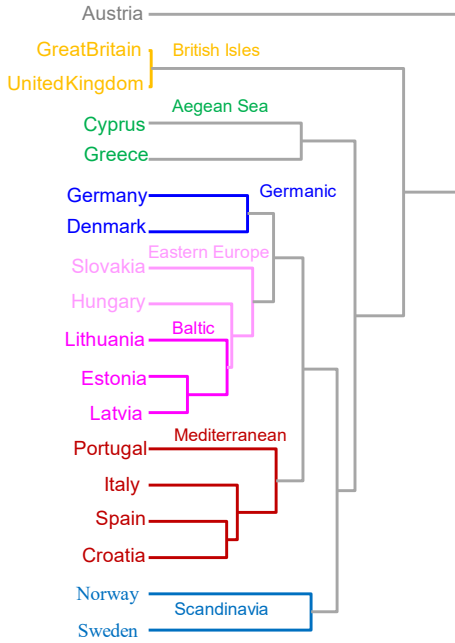 Austria
GreatBritain British Isles
UnitedKingdom
Aegean Sea
Cyprus
Greece
Germany Germanic
Denmark
Eastern Europe
Slovakia
Hungary
Baltic
Lithuania
Estonia
Latvia
Mediterranean
Portugal
Italy
Spain
Croatia
Norway
Scandinavia
Sweden